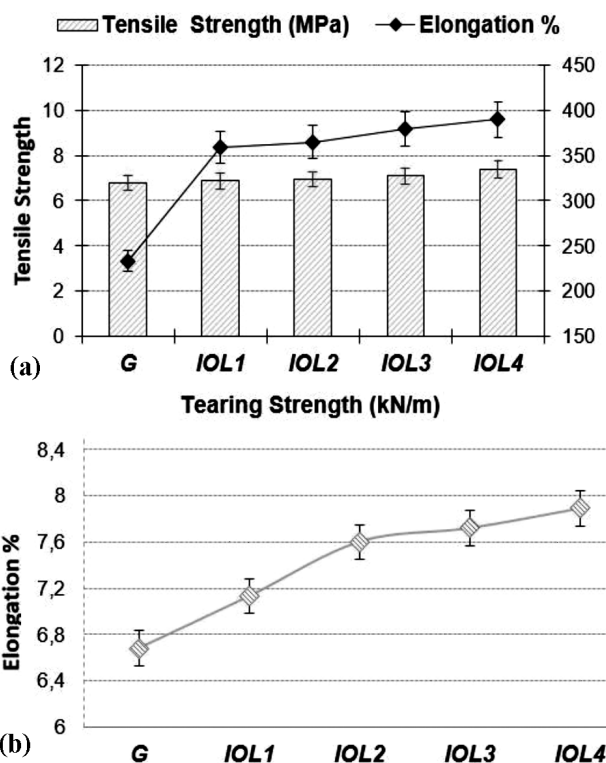 Tensile Strength (MPa) Elongation %
12 450
10 400
8 350
6 300
4 250
2 200
0 150
Tensile Strength
G IOL1 IOL2 IOL3 IOL4
(a)
Tearing Strength (kN/m)
8,4
8
7,6
7,2
6,8
6,4
6
Elongation %
G IOL1 IOL2 IOL3 IOL4
(b)